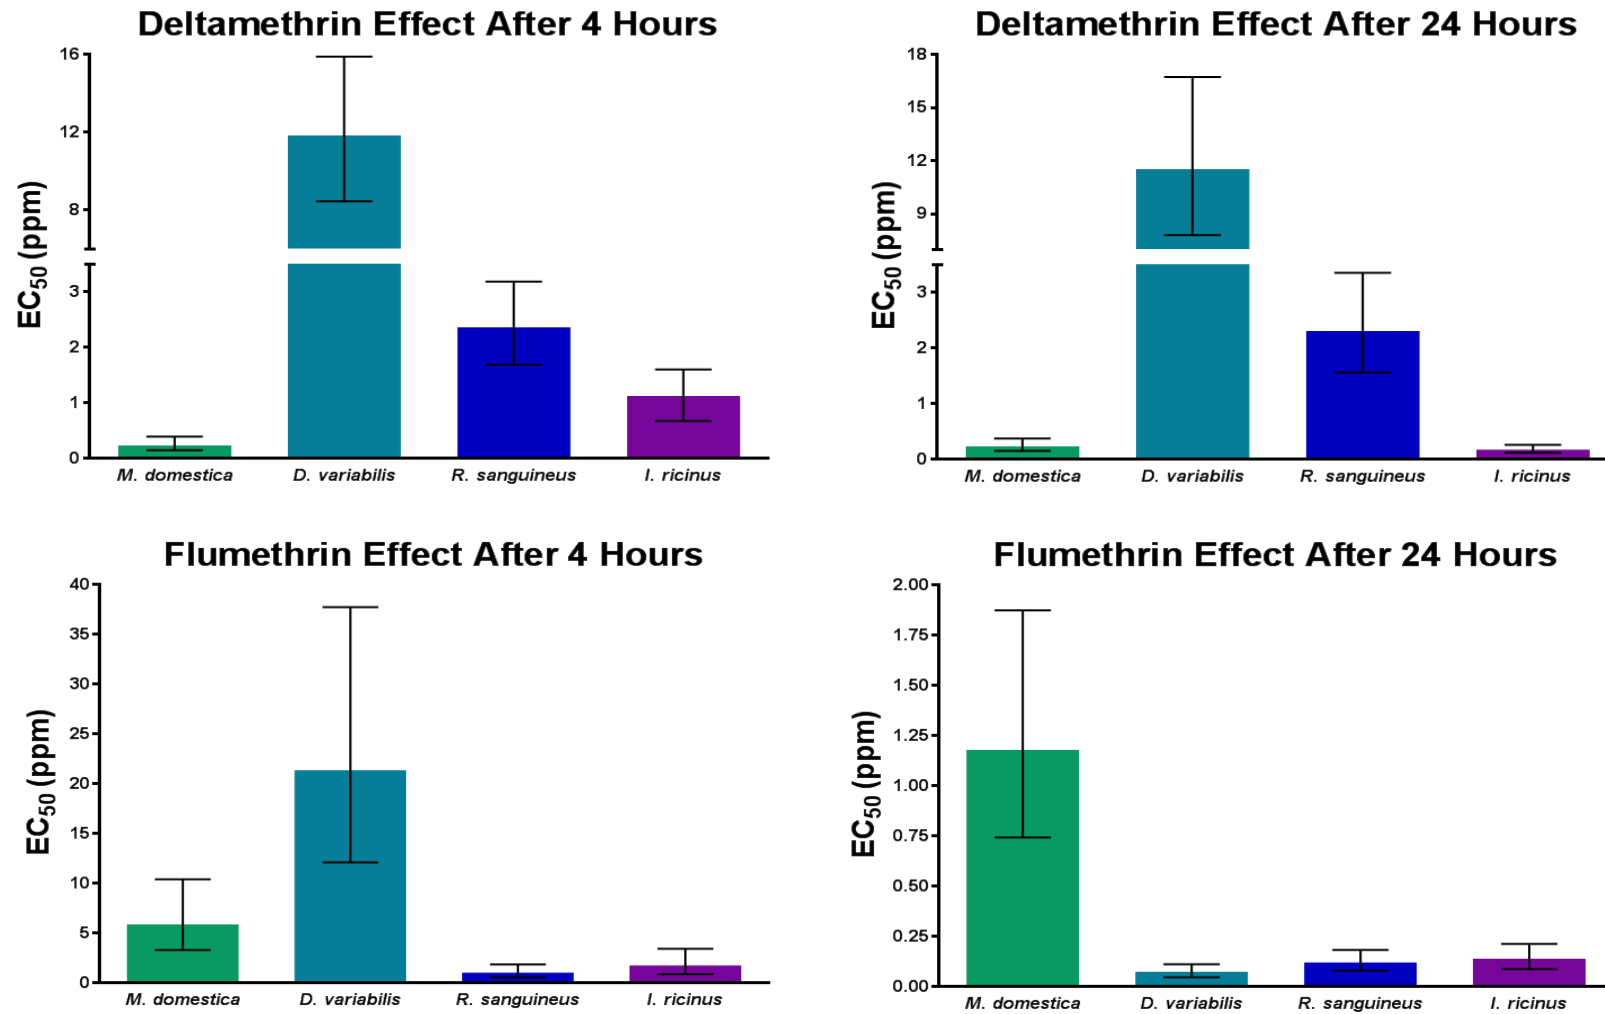 Deltamethrin Effect After 4 Hours
EC50 (ppm)
16
12
8
3
2
1
0
M. domestica D. variabilis R. sanguineus I. ricinus
Deltamethrin Effect After 24 Hours
EC50 (ppm)
18
15
12
9
3
2
1
0
M. domestica D. variabilis R. sanguineus I. ricinus
Flumethrin Effect After 4 Hours
EC50 (ppm)
40
35
30
25
20
15
10
5
0
M. domestica D. variabilis R. sanguineus I. ricinus
Flumethrin Effect After 24 Hours
EC50 (ppm)
2.00
1.75
1.50
1.25
1.00
0.75
0.50
0.25
0.00
M. domestica D. variabilis R. sanguineus I. ricinus